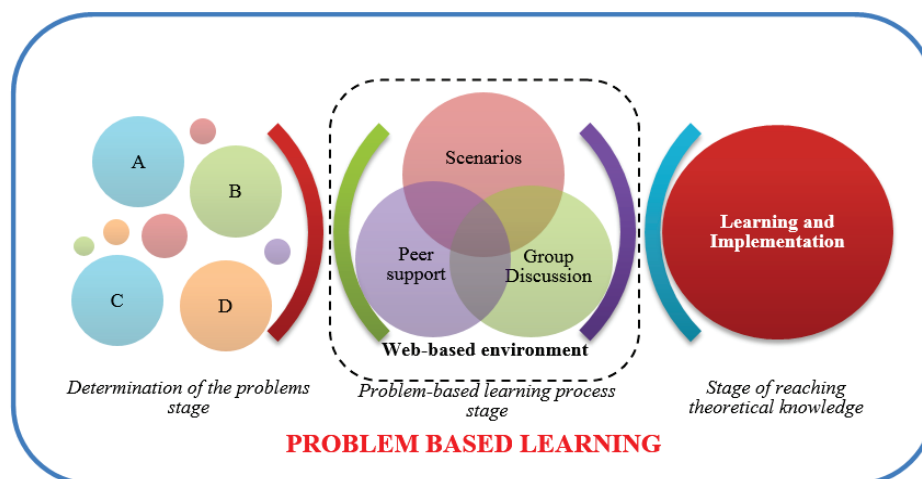 A
B
C
D
Scenarios
Peer
support
Group
Discussion
Web-based environment
Learning and
Implementation
Determination of the problems
stage
Problem-based learning process
stage
Stage of reaching
theoretical knowledge
PROBLEM BASED LEARNING